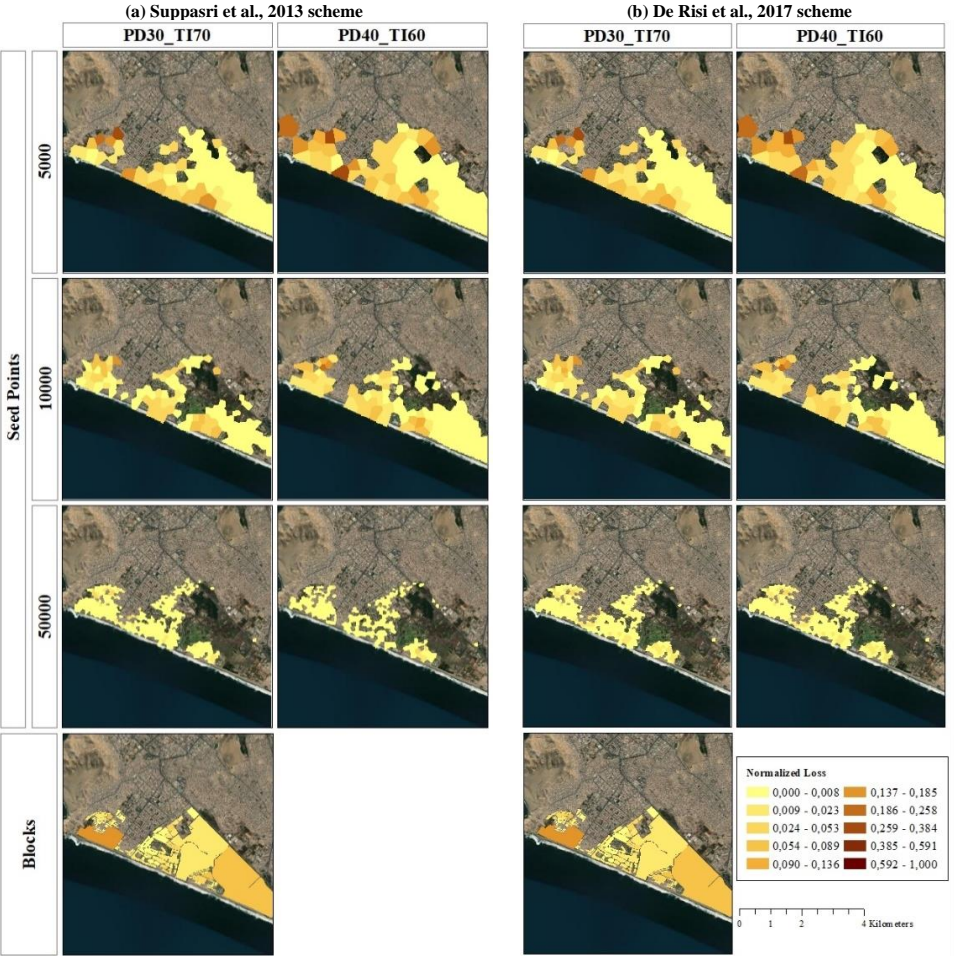 (a) Suppasri et al., 2013 scheme
(b) De Risi et al., 2017 scheme
PD30_TI70
PD40_TI60
PD30_TI70
PD40_TI60
Seed Points
5000
10000
50000
Blocks
Normalized Loss
0,000 - 0,008
0,009 - 0,023
0,024 - 0,053
0,054 - 0,089
0,090 - 0,136
0,137 - 0,185
0,186 - 0,258
0,259 - 0,384
0,385 - 0,591
0,592 - 1,000
0 1 2 4 Kilometers